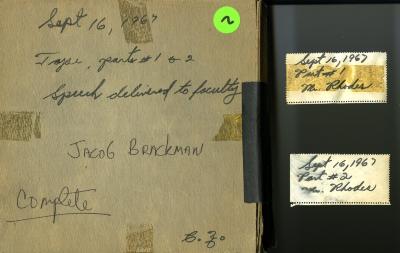 Sept 16, 1967
2
Tape, parts #1 & 2
Speech delivered to faculty
JACOB BRACKMAN
Complete
Sept 16, 1967
Part #1
M. Rhodes
Sept 16, 1967
Part #2
M. Rhodes